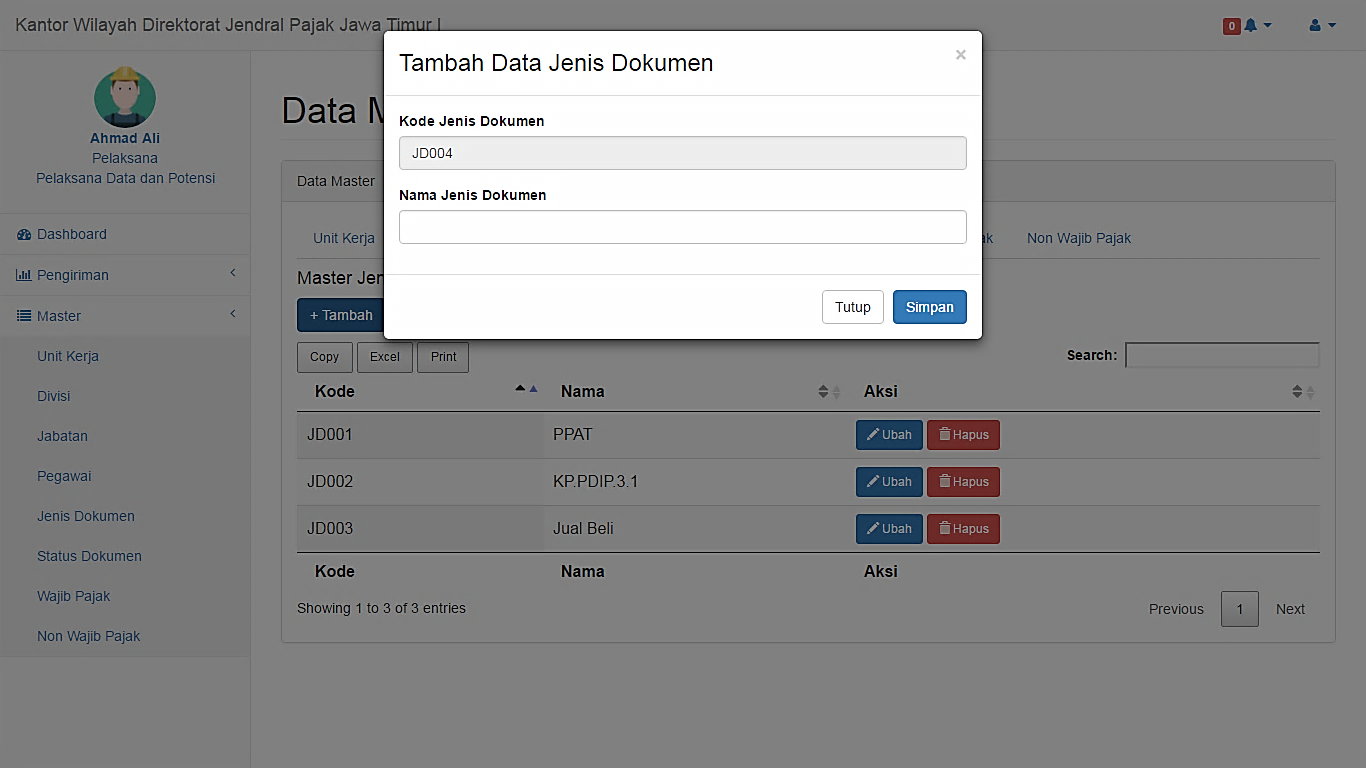 Kantor Wilayah Direktorat Jendral Pajak Jawa Timur I
0
Ahmad Ali
Pelaksana
Pelaksana Data dan Potensi
Dashboard
Pengiriman
Master
Unit Kerja
Divisi
Jabatan
Pegawai
Jenis Dokumen
Status Dokumen
Wajib Pajak
Non Wajib Pajak
Tambah Data Jenis Dokumen
×
Kode Jenis Dokumen
JD004
Nama Jenis Dokumen
Tutup Simpan
Data
Data Master
Unit Kerja Non Wajib Pajak
Master
+ Tambah
Copy Excel Print Search:
Kode Nama Aksi
JD001 PPAT Ubah Hapus
JD002 KP.PDIP.3.1 Ubah Hapus
JD003 Jual Beli Ubah Hapus
Kode Nama Aksi
Showing 1 to 3 of 3 entries Previous 1 Next